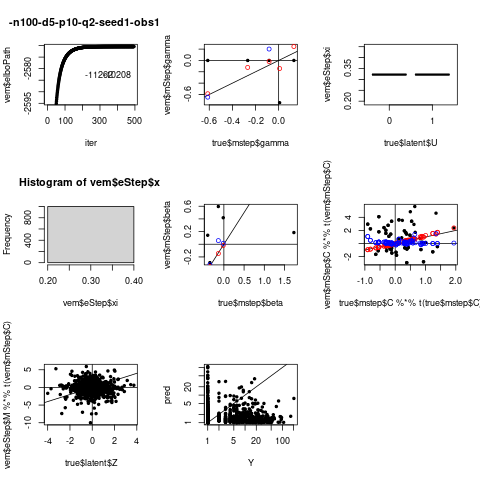 -n100-d5-p10-q2-seed1-obs1
vem$elboPath
-2595
-2580
0 100 300 500
iter
vem$mStep$gamma
-0.6
0.0
-0.6 -0.4 -0.2 0.0
true$mstep$gamma
vem$eStep$xi
0.20
0.35
0 1
true$latent$U
Histogram of vem$eStep$x
Frequency
0 400 800
0.20 0.30 0.40
vem$eStep$xi
vem$mStep$beta
-0.2 0.2 0.6
0.0 0.5 1.0 1.5
true$mstep$beta
vem$mStep$C %*% t(vem$mStep$C)
-2 0 2 4
-1.0 0.0 1.0 2.0
true$mstep$C %*% t(true$mstep$C)
vem$eStep$M %*% t(vem$mStep$C)
-10 -5 0 5
-4 -2 0 2 4
true$latent$Z
pred
1 2 5 20
1 5 20 100
Y